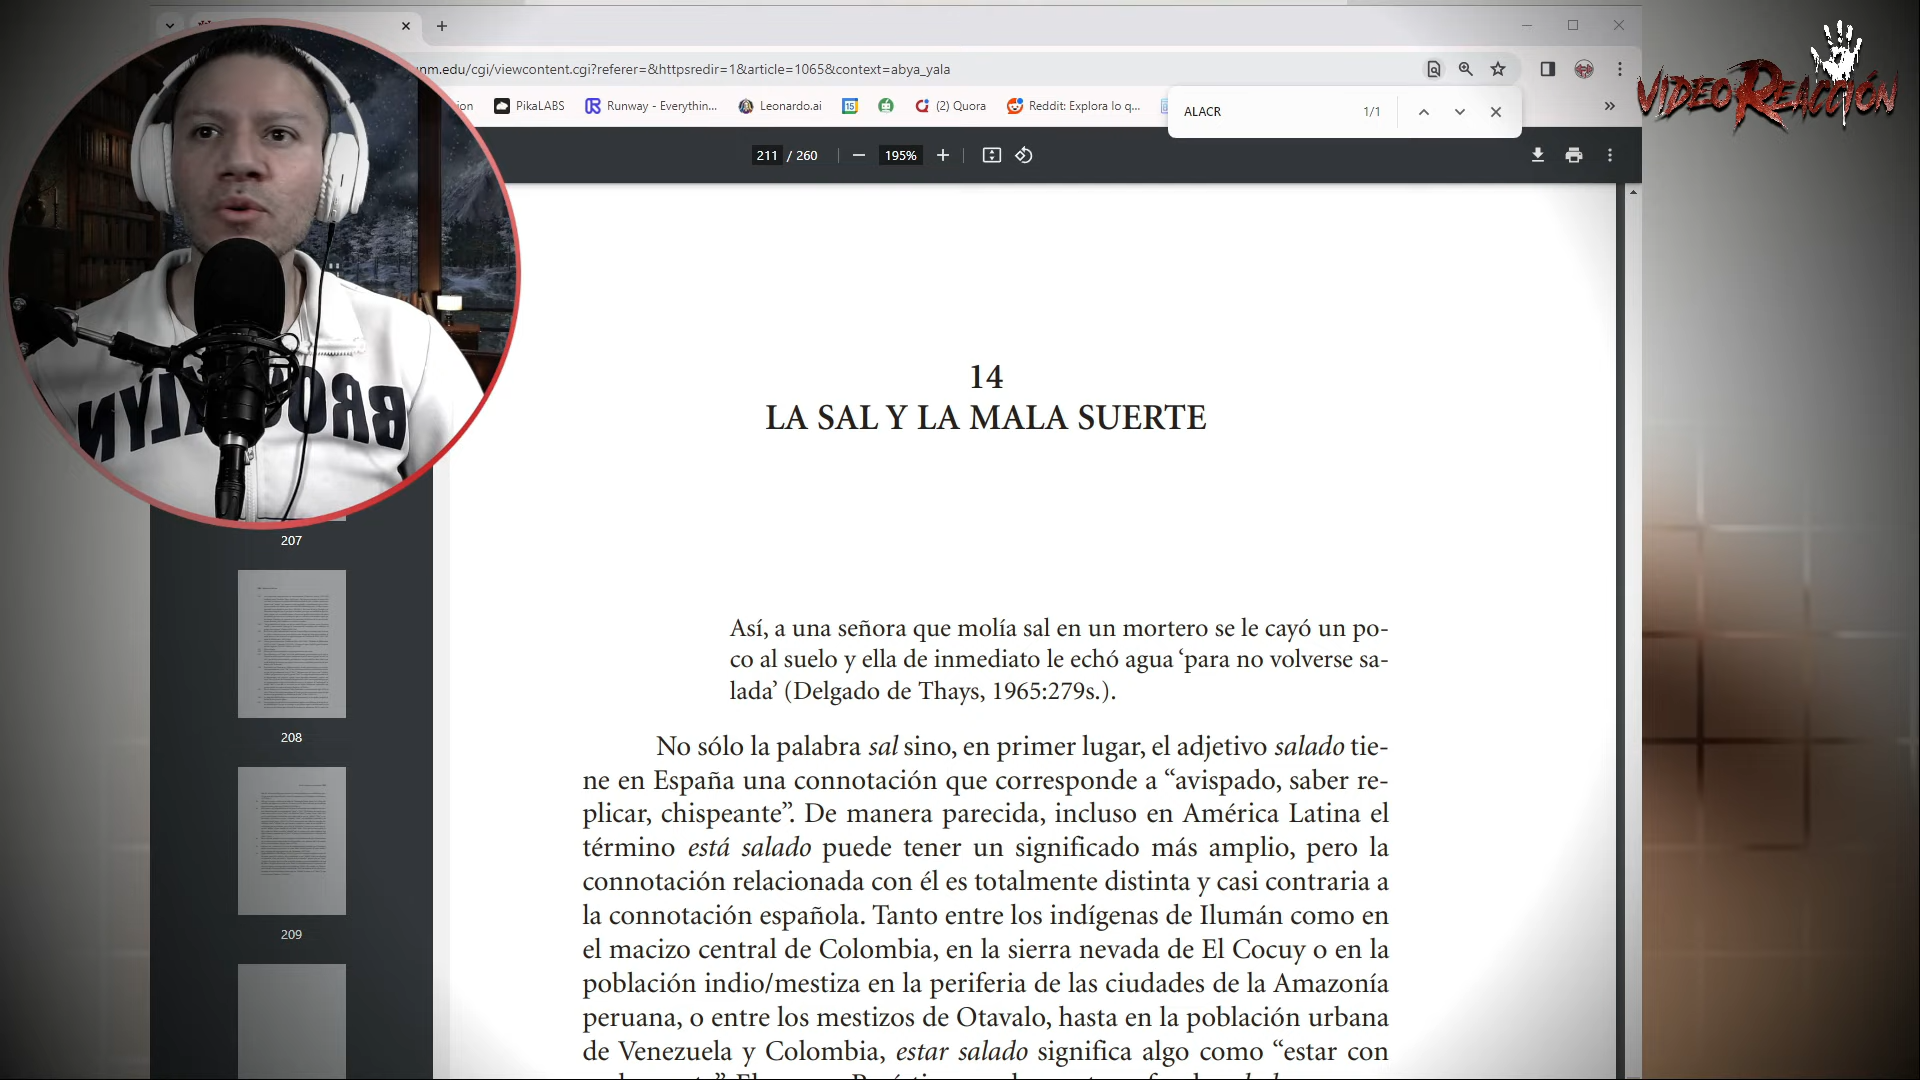 nm.edu/cgi/viewcontent.cgi?referer=&httpsredir=1&article=1065&context=abya_yala
ion PikaLABS Runway - Everythin... Leonardo.ai 15 (2) Quora Reddit: Explora lo q...
ALACR 1/1
211 / 260 195%
VIDEO REACCIÓN
BROOKLYN
207
208
209
14
LA SAL Y LA MALA SUERTE
Así, a una señora que molía sal en un mortero se le cayó un po-
co al suelo y ella de inmediato le echó agua ‘para no volverse sa-
lada’ (Delgado de Thays, 1965:279s.).
No sólo la palabra sal sino, en primer lugar, el adjetivo salado tie-
ne en España una connotación que corresponde a “avispado, saber re-
plicar, chispeante”. De manera parecida, incluso en América Latina el
término está salado puede tener un significado más amplio, pero la
connotación relacionada con él es totalmente distinta y casi contraria a
la connotación española. Tanto entre los indígenas de Ilumán como en
el macizo central de Colombia, en la sierra nevada de El Cocuy o en la
población indio/mestiza en la periferia de las ciudades de la Amazonía
peruana, o entre los mestizos de Otavalo, hasta en la población urbana
de Venezuela y Colombia, estar salado significa algo como “estar con